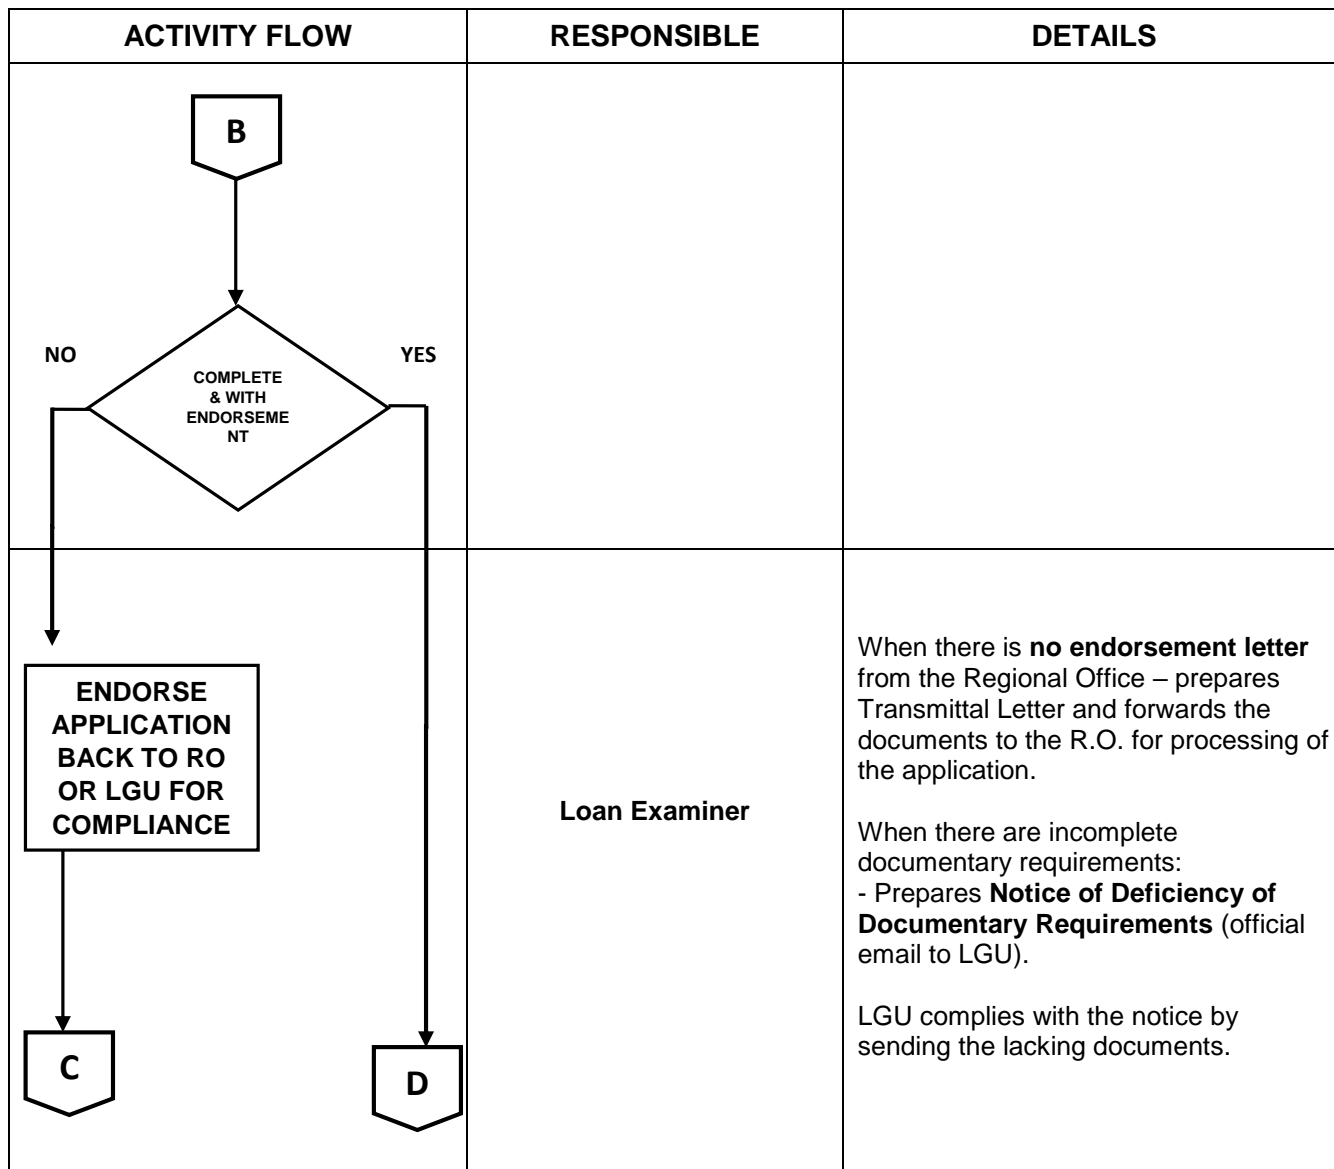 ACTIVITY FLOW
RESPONSIBLE
DETAILS
B
NO
YES
COMPLETE
& WITH
ENDORSEME
NT
ENDORSE
APPLICATION
BACK TO RO
OR LGU FOR
COMPLIANCE
Loan Examiner
When there is no endorsement letter
from the Regional Office – prepares
Transmittal Letter and forwards the
documents to the R.O. for processing of
the application.
When there are incomplete
documentary requirements:
- Prepares Notice of Deficiency of
Documentary Requirements (official
email to LGU).
LGU complies with the notice by
sending the lacking documents.
C
D